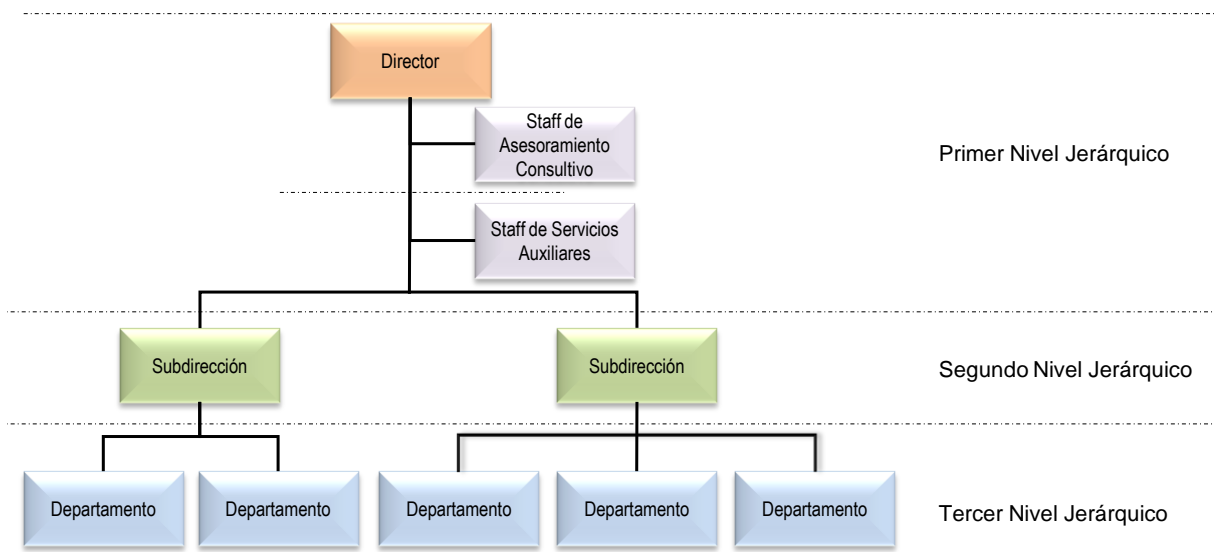 Director
Staff de
Asesoramiento
Consultivo
Primer Nivel Jerárquico
Staff de Servicios
Auxiliares
Subdirección
Subdirección
Segundo Nivel Jerárquico
Departamento
Departamento
Departamento
Departamento
Departamento
Tercer Nivel Jerárquico